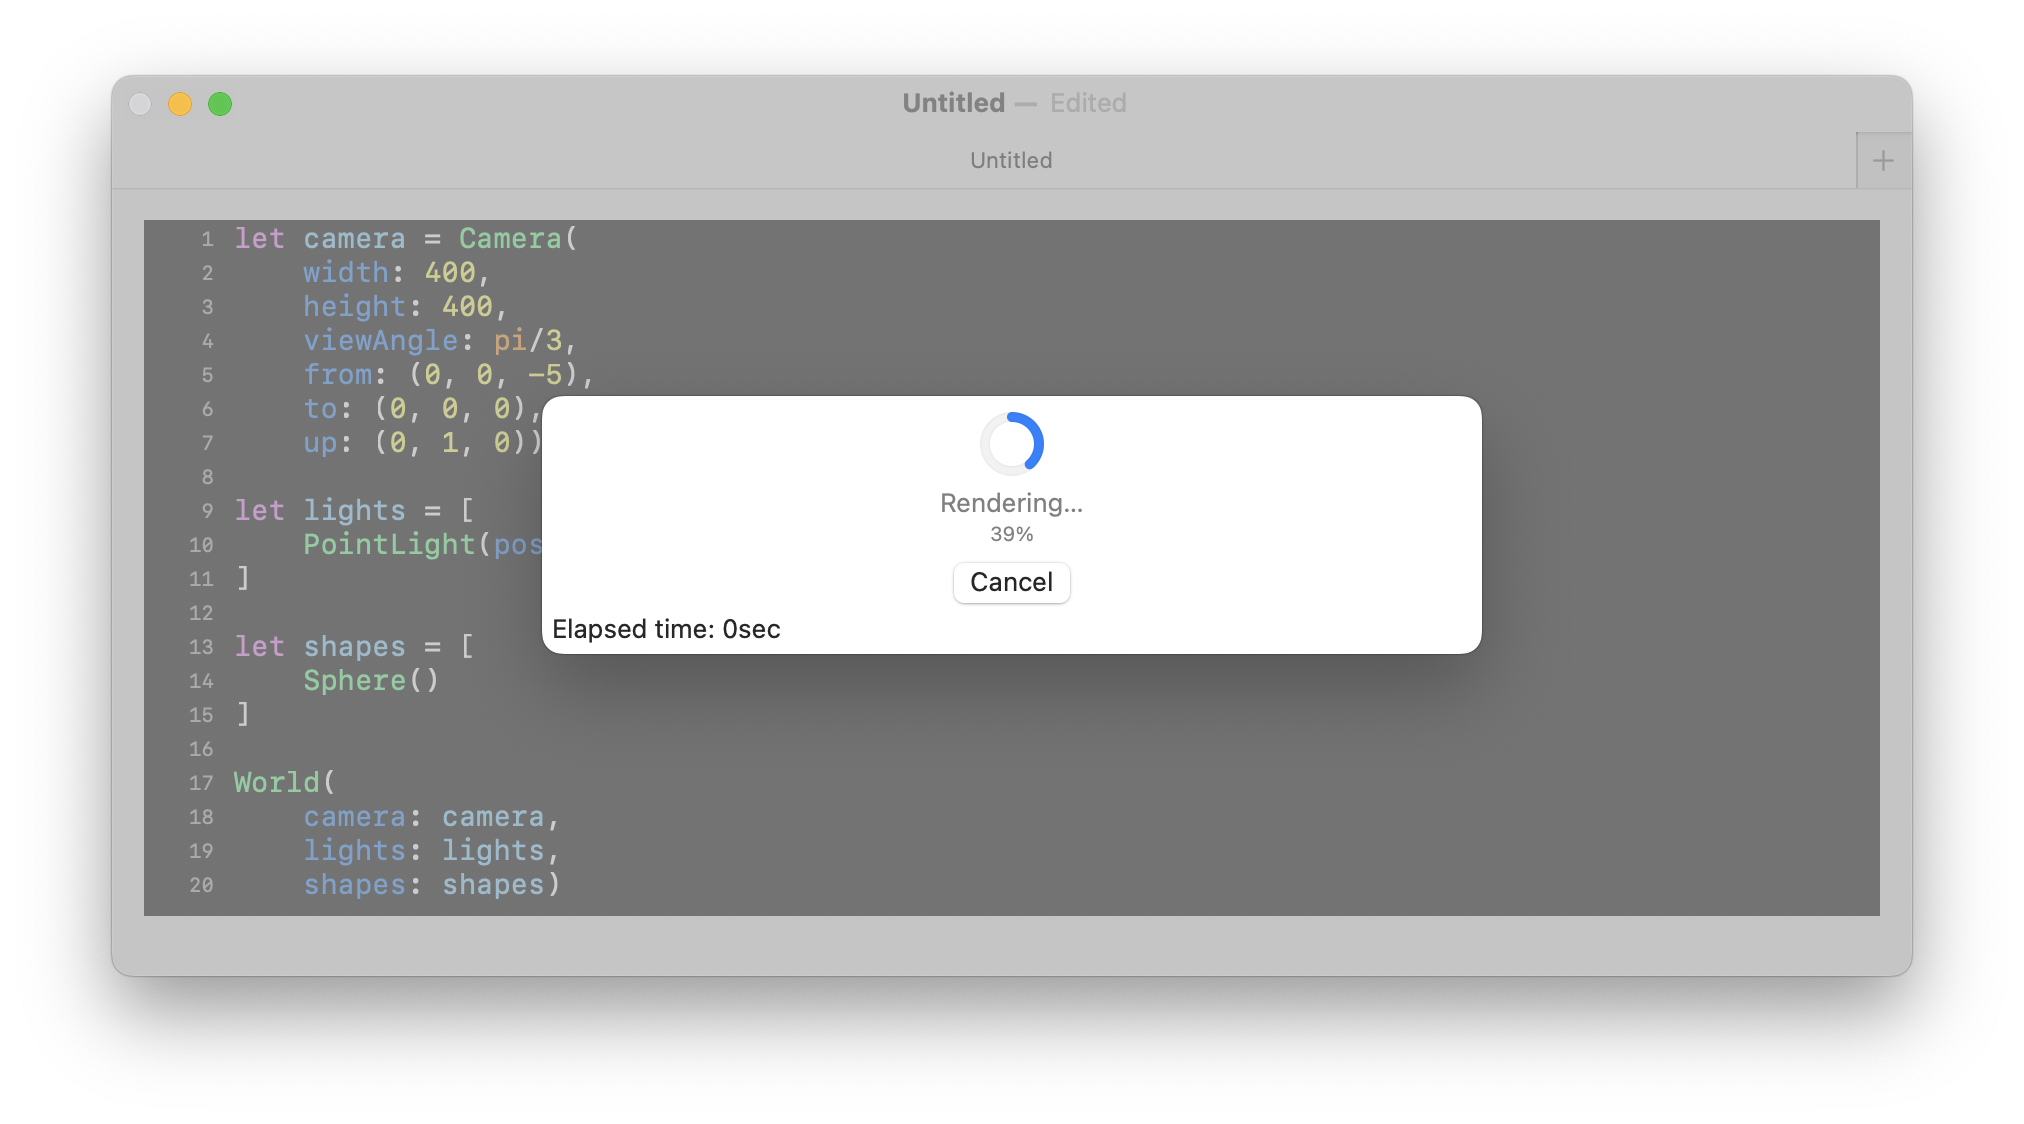 Untitled — Edited
Untitled
1 let camera = Camera(
2     width: 400,
3     height: 400,
4     viewAngle: pi/3,
5     from: (0, 0, -5),
6     to: (0, 0, 0),
7     up: (0, 1, 0))
8
9 let lights = [
10     PointLight(pos
11 ]
12
13 let shapes = [
14     Sphere()
15 ]
16
17 World(
18     camera: camera,
19     lights: lights,
20     shapes: shapes)
Rendering...
39%
Cancel
Elapsed time: 0sec